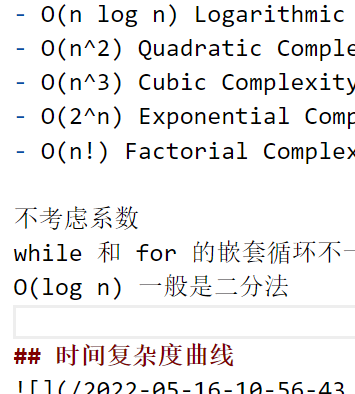 - O(n log n) Logarithmic
- O(n^2) Quadratic Comple
- O(n^3) Cubic Complexity
- O(2^n) Exponential Comp
- O(n!) Factorial Complex
不考虑系数
while 和 for 的嵌套循环不一
O(log n) 一般是二分法
## 时间复杂度曲线
![](/2022-05-16-10-56-43